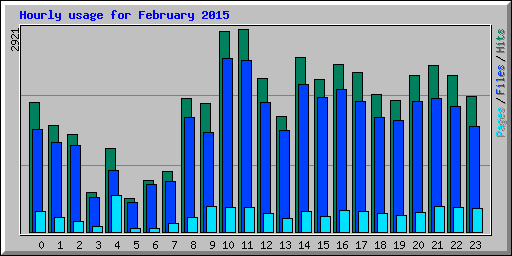 Hourly usage for February 2015
2921
Pages/Files/Hits
0 1 2 3 4 5 6 7 8 9 10 11 12 13 14 15 16 17 18 19 20 21 22 23